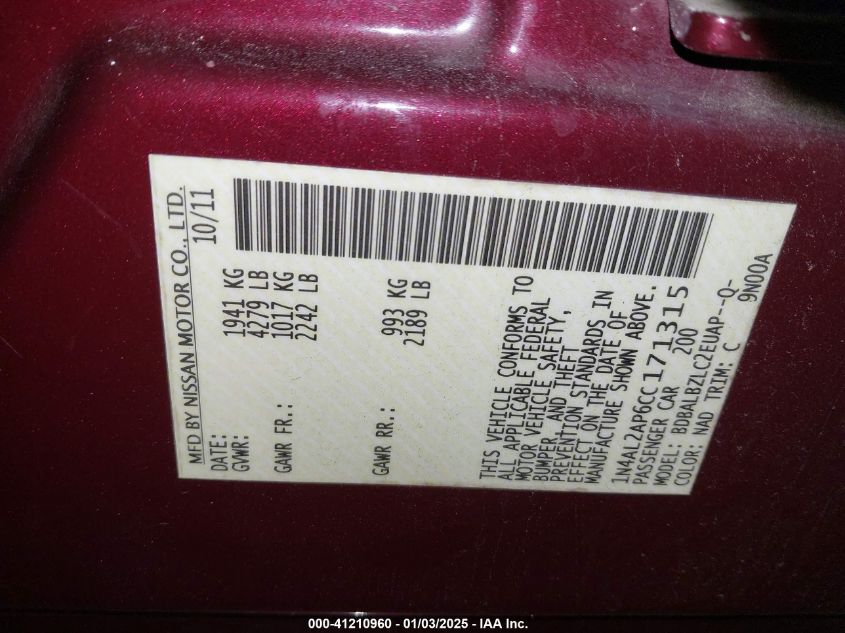 MFD BY NISSAN MOTOR CO., LTD.
DATE: 10/11
GVWR: 1941 KG
4279 LB
GAWR FR.: 1017 KG
2242 LB
GAWR RR.: 993 KG
2189 LB
THIS VEHICLE CONFORMS TO
ALL APPLICABLE FEDERAL
MOTOR VEHICLE SAFETY,
BUMPER, AND THEFT
PREVENTION STANDARDS IN
EFFECT ON THE DATE OF
MANUFACTURE SHOWN ABOVE.
1N4AL2AP6CC171315
PASSENGER CAR 200
MODEL: BDBALBZLC2EUAP--Q-
COLOR: NAD TRIM: C 9N00A
000-41210960 - 01/03/2025 - IAA Inc.